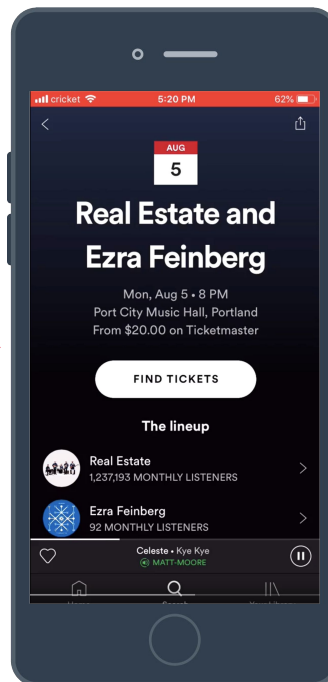 cricket 5:20 PM 62%
AUG
5
Real Estate and
Ezra Feinberg
Mon, Aug 5 • 8 PM
Port City Music Hall, Portland
From $20.00 on Ticketmaster
FIND TICKETS
The lineup
Real Estate
1,237,193 MONTHLY LISTENERS
Ezra Feinberg
92 MONTHLY LISTENERS
Celeste • Kye Kye
MATT-MOORE